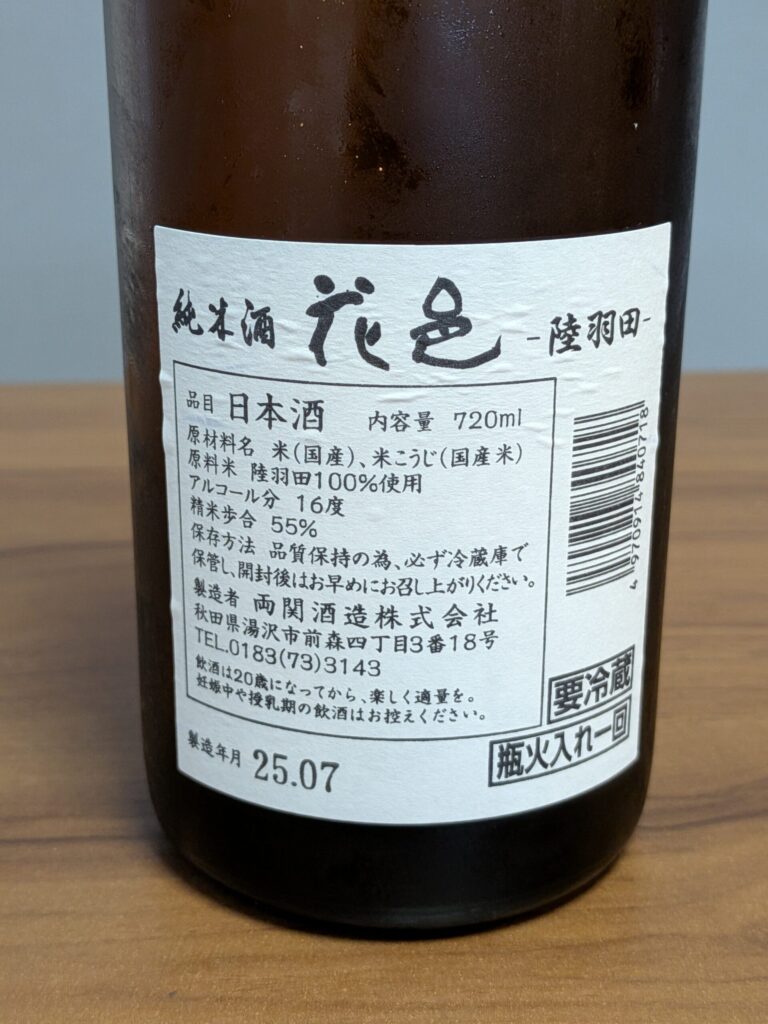 純米酒 花邑 -陸羽田-
品目 日本酒 内容量 720ml
原材料名 米(国産)、米こうじ(国産米)
原料米 陸羽田100%使用
アルコール分 16度
精米歩合 55%
保存方法 品質保持の為、必ず冷蔵庫で
保管し、開封後はお早めにお召し上がりください。
製造者 両関酒造株式会社
秋田県湯沢市前森四丁目3番18号
TEL.0183(73)3143
飲酒は20歳になってから、楽しく適量を。
妊娠中や授乳期の飲酒はお控えください。
4970914840718
要冷蔵
瓶火入れ一回
製造年月 25.07